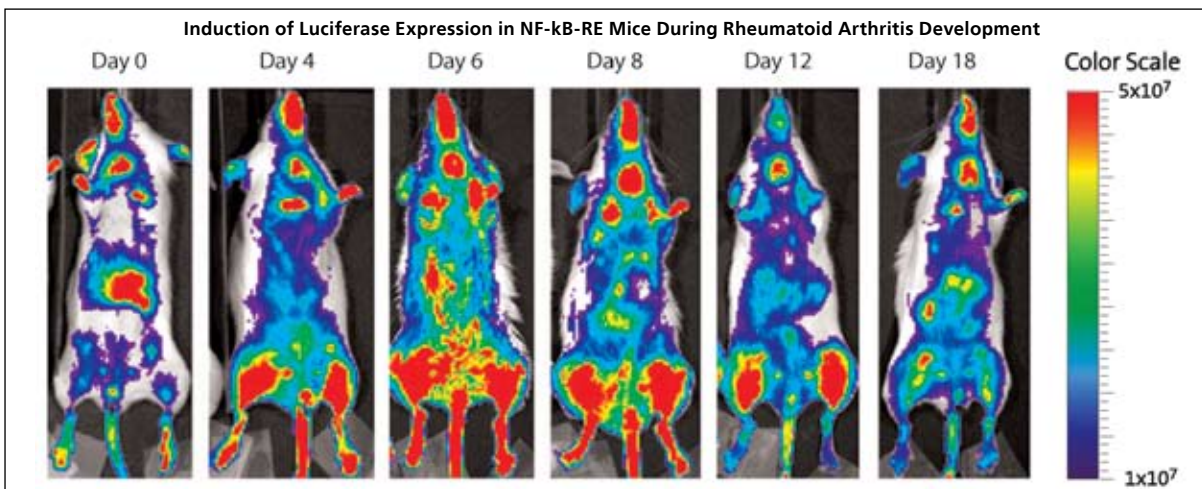 Induction of Luciferase Expression in NF-kB-RE Mice During Rheumatoid Arthritis Development
Day 0 Day 4 Day 6 Day 8 Day 12 Day 18 Color Scale
5x10⁷
1x10⁷